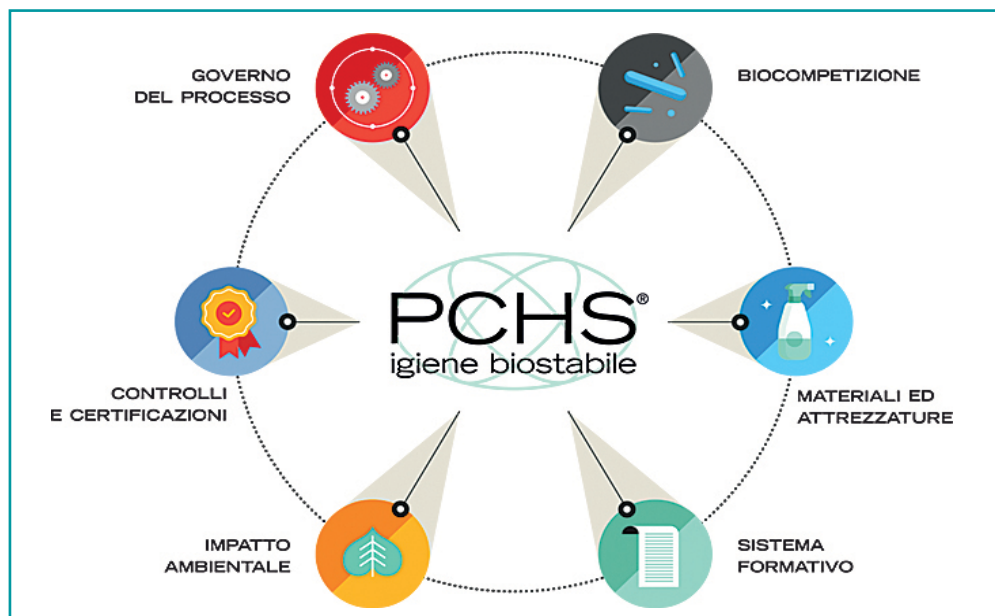 GOVERNO
DEL PROCESSO
BIOCOMPETIZIONE
PCHS®
igiene biostabile
CONTROLLI
E CERTIFICAZIONI
MATERIALI ED
ATTREZZATURE
IMPATTO
AMBIENTALE
SISTEMA
FORMATIVO